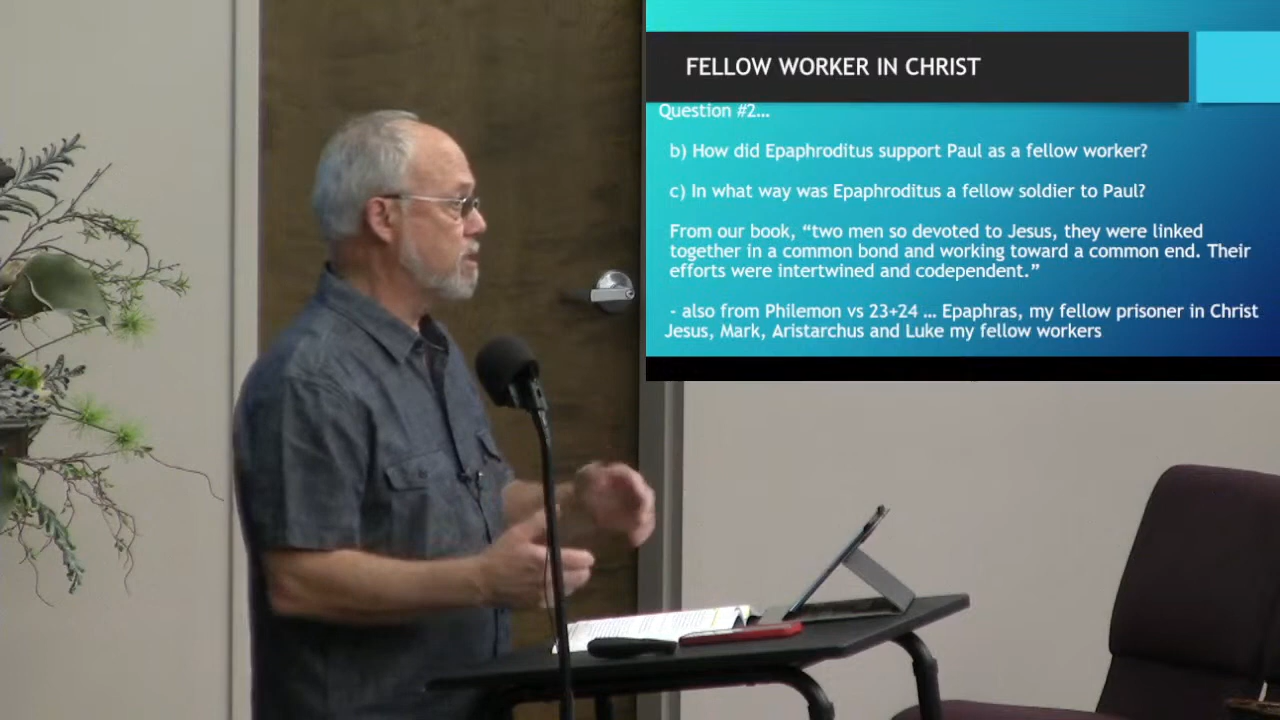 FELLOW WORKER IN CHRIST
Question #2...
b) How did Epaphroditus support Paul as a fellow worker?
c) In what way was Epaphroditus a fellow soldier to Paul?
From our book, “two men so devoted to Jesus, they were linked
together in a common bond and working toward a common end. Their
efforts were intertwined and codependent.”
- also from Philemon vs 23+24 … Epaphras, my fellow prisoner in Christ
Jesus, Mark, Aristarchus and Luke my fellow workers